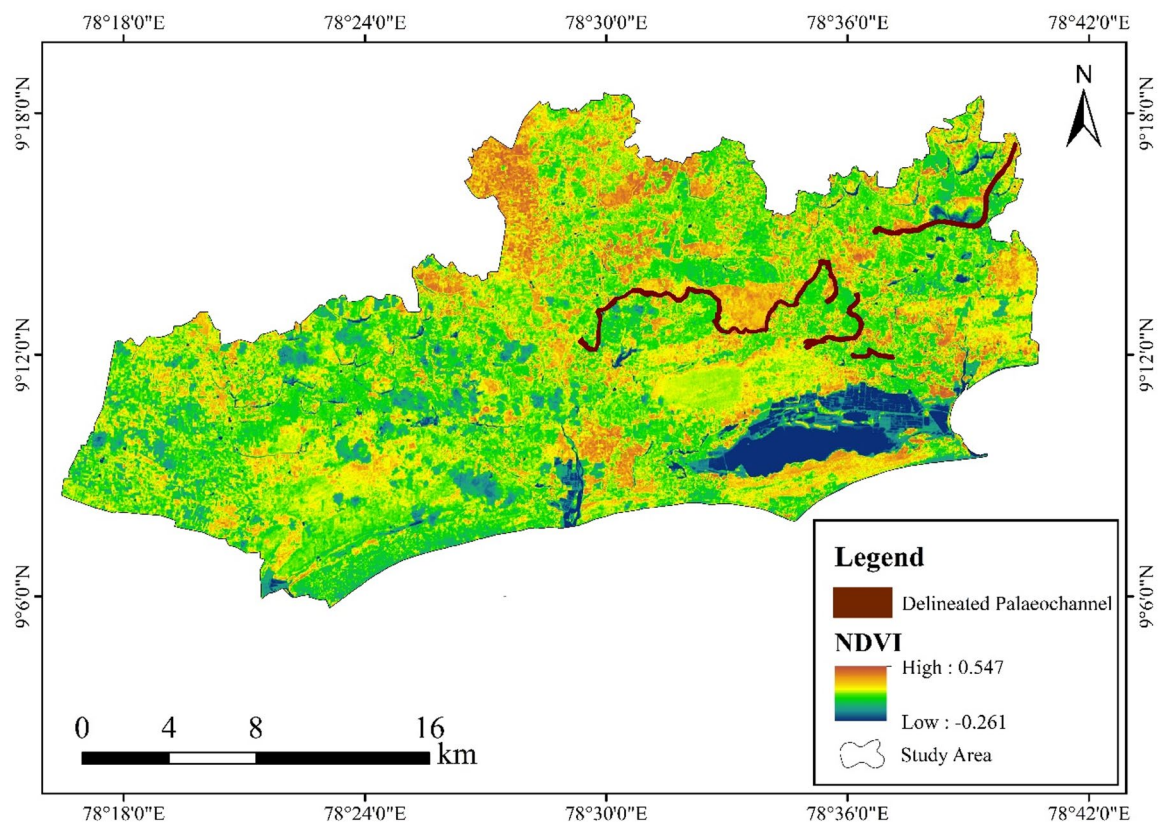 78°18'0"E 78°24'0"E 78°30'0"E 78°36'0"E 78°42'0"E
N
9°18'0"N 9°18'0"N
9°12'0"N 9°12'0"N
9°6'0"N 9°6'0"N
Legend
Delineated Palaeochannel
NDVI
High : 0.547
Low : -0.261
Study Area
0 4 8 16
km
78°18'0"E 78°24'0"E 78°30'0"E 78°36'0"E 78°42'0"E